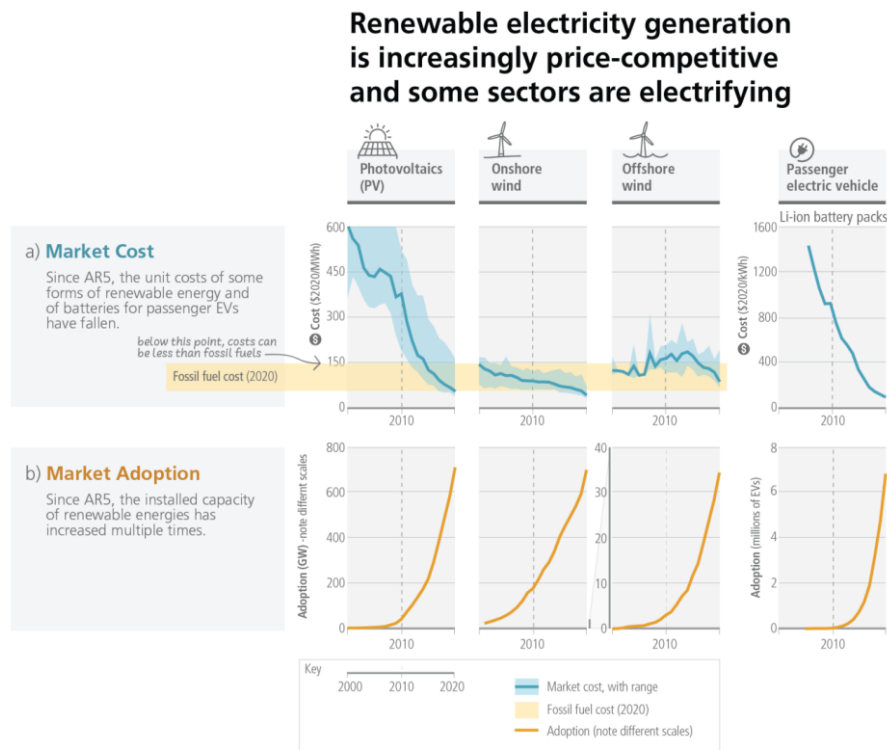 Renewable electricity generation
is increasingly price-competitive
and some sectors are electrifying
Photovoltaics
(PV)
Onshore
wind
Offshore
wind
Passenger
electric vehicle
a) Market Cost
Since AR5, the unit costs of some
forms of renewable energy and
of batteries for passenger EVs
have fallen.
below this point, costs can
be less than fossil fuels
Fossil fuel cost (2020)
$ Cost ($2020/MWh)
600
450
300
150
0
2010
2010
2010
Li-ion battery packs
$ Cost ($2020/kWh)
1600
1200
800
400
0
2010
b) Market Adoption
Since AR5, the installed capacity
of renewable energies has
increased multiple times.
Adoption (GW) -note differnt scales
800
600
400
200
0
2010
2010
40
30
20
10
0
2010
Adoption (millions of EVs)
8
6
4
2
0
2010
Key
2000 2010 2020
Market cost, with range
Fossil fuel cost (2020)
Adoption (note different scales)